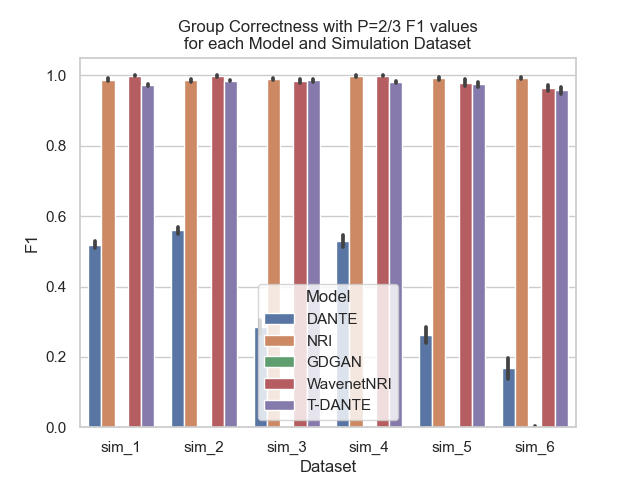 Group Correctness with P=2/3 F1 values
for each Model and Simulation Dataset
1.0
0.8
0.6
0.4
0.2
0.0
F1
Model
DANTE
NRI
GDGAN
WavenetNRI
T-DANTE
sim_1
sim_2
sim_3
sim_4
sim_5
sim_6
Dataset